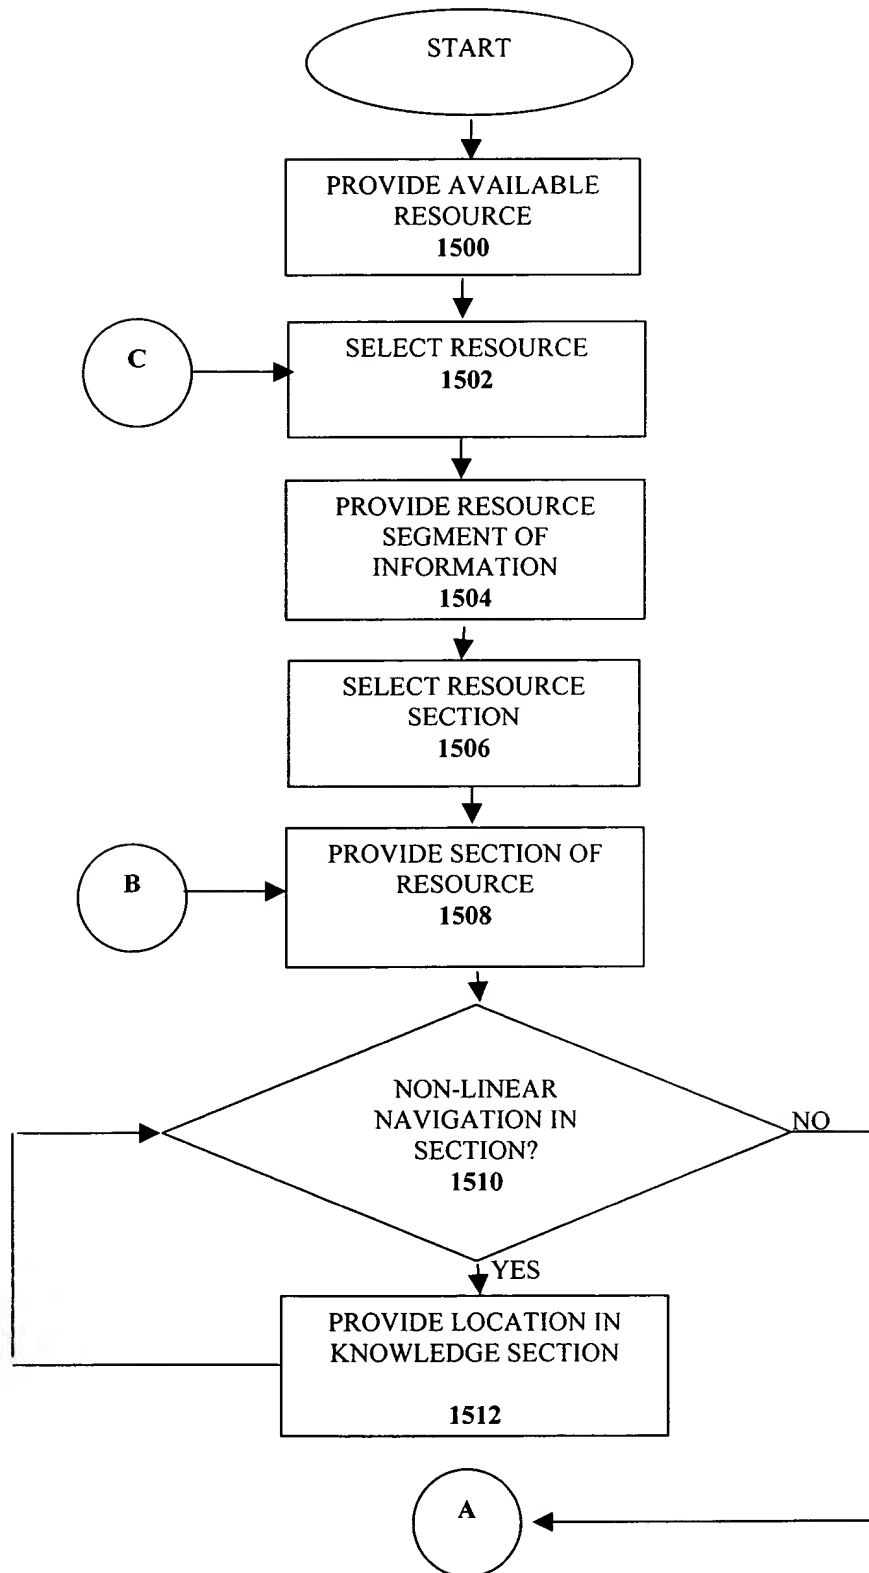 START
PROVIDE AVAILABLE
RESOURCE
1500
C
SELECT RESOURCE
1502
PROVIDE RESOURCE
SEGMENT OF
INFORMATION
1504
SELECT RESOURCE
SECTION
1506
B
PROVIDE SECTION OF
RESOURCE
1508
NON-LINEAR
NAVIGATION IN
SECTION?
1510
NO
YES
PROVIDE LOCATION IN
KNOWLEDGE SECTION
1512
A